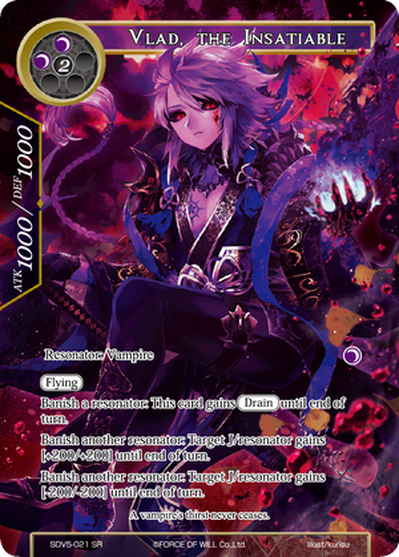 Vlad, the Insatiable
2
ATK 1000 / DEF 1000
Resonator: Vampire
Flying
Banish a resonator: This card gains Drain until end of
turn.
Banish another resonator: Target J/resonator gains
[+200/+200] until end of turn.
Banish another resonator: Target J/resonator gains
[-200/-200] until end of turn.
A vampire's thirst never ceases.
SDV5-021 SR ©FORCE OF WILL Co.,Ltd. Illust/kurisu